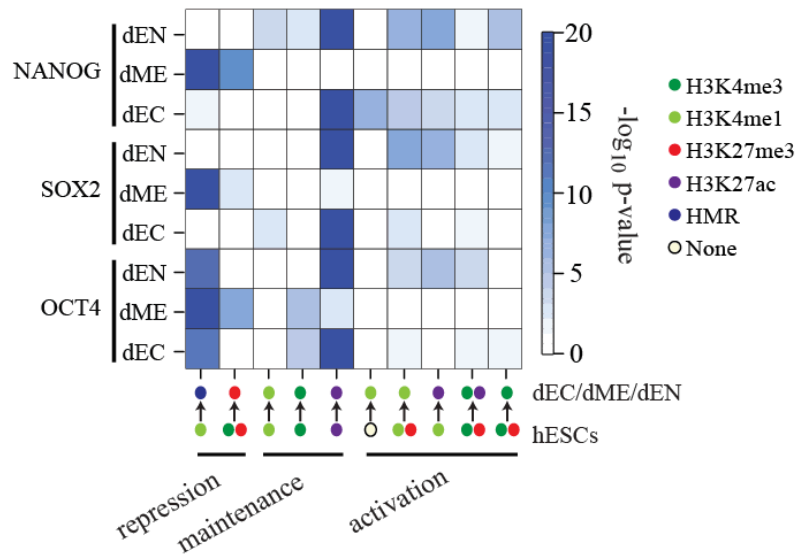 NANOG
dEN
dME
dEC
SOX2
dEN
dME
dEC
OCT4
dEN
dME
dEC
20
15
10
5
0
-log10 p-value
H3K4me3
H3K4me1
H3K27me3
H3K27ac
HMR
None
dEC/dME/dEN
hESCs
repression
maintenance
activation